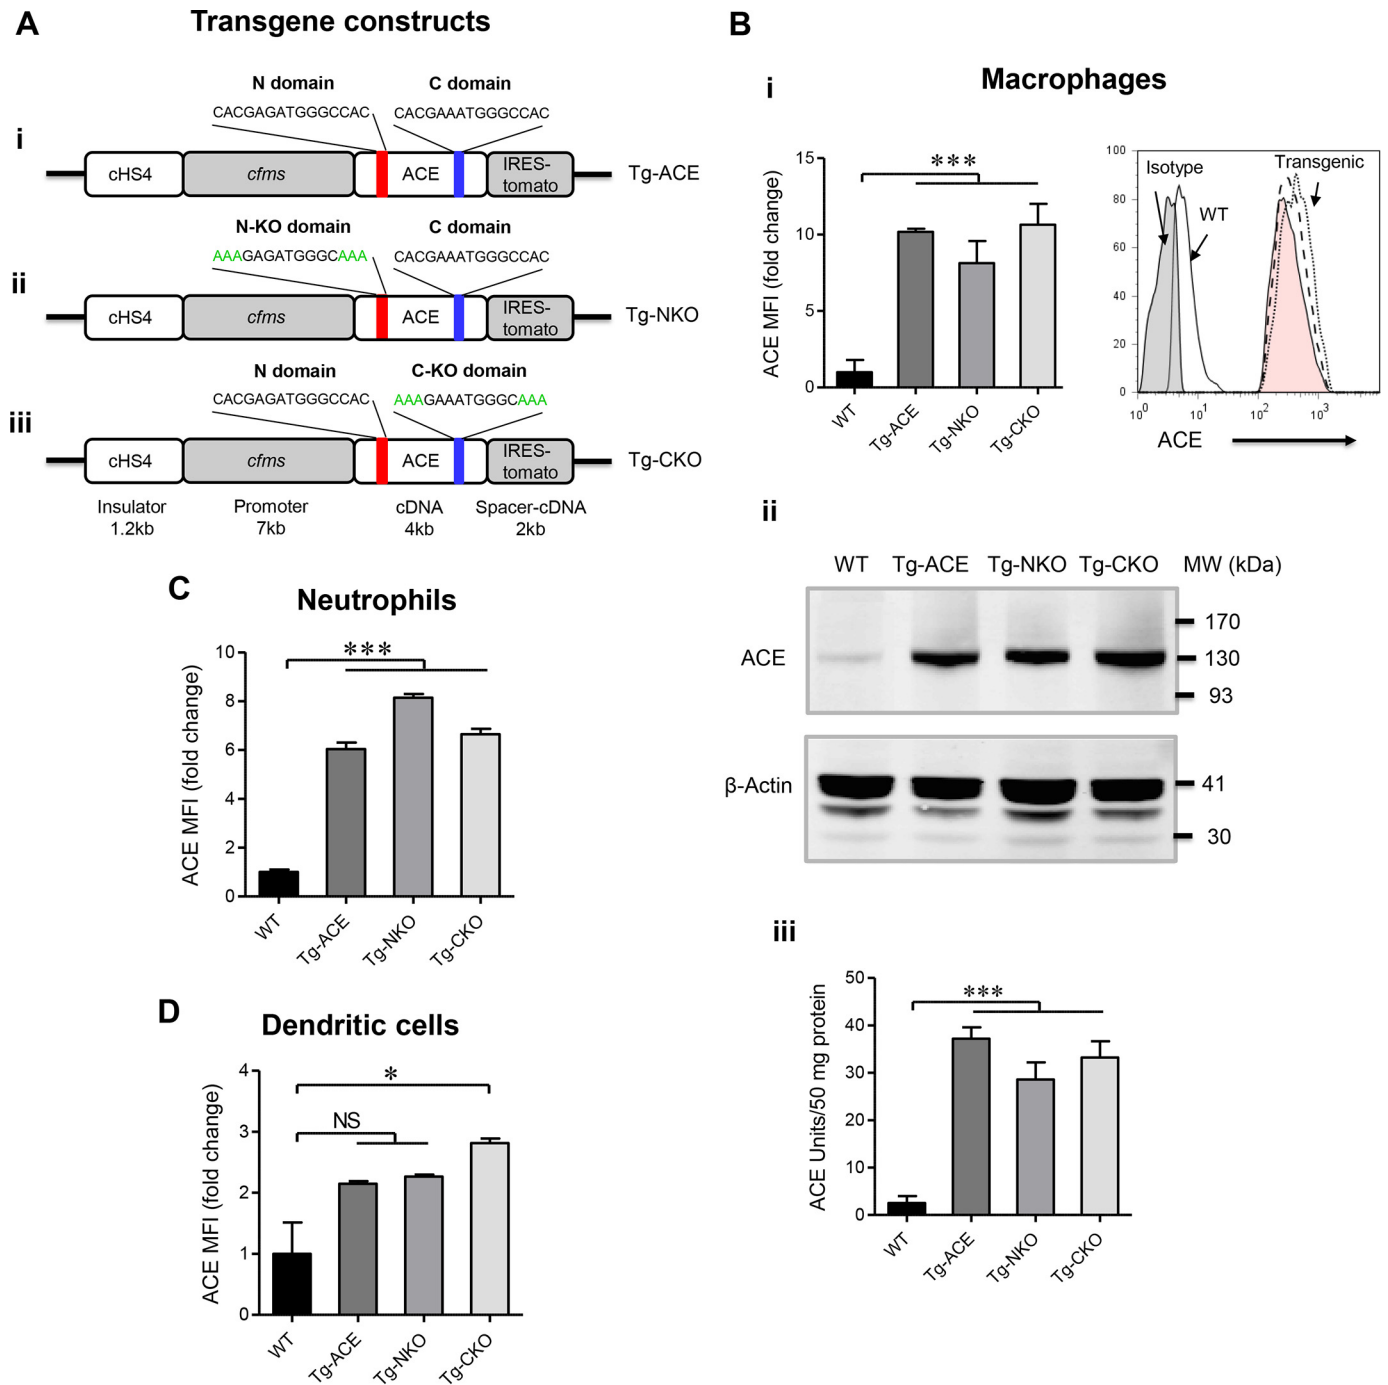 A
Transgene constructs
N domain
C domain
CACGAGATGGGCCAC
CACGAAATGGGCCAC
i
cHS4
cfms
ACE
IRES-
tomato
Tg-ACE
N-KO domain
C domain
AAAGAGATGGGCAAA
CACGAAATGGGCCAC
ii
cHS4
cfms
ACE
IRES-
tomato
Tg-NKO
N domain
C-KO domain
CACGAGATGGGCCAC
AAAGAAATGGGCAAA
iii
cHS4
cfms
ACE
IRES-
tomato
Tg-CKO
Insulator
1.2kb
Promoter
7kb
cDNA
4kb
Spacer-cDNA
2kb
B
Macrophages
i
ACE MFI (fold change)
15
10
5
0
***
WT
Tg-ACE
Tg-NKO
Tg-CKO
100
80
60
40
20
0
Isotype
WT
Transgenic
10^0
10^1
10^2
10^3
ACE
ii
WT
Tg-ACE
Tg-NKO
Tg-CKO
MW (kDa)
ACE
170
130
93
β-Actin
41
30
iii
ACE Units/50 mg protein
50
40
30
20
10
0
***
WT
Tg-ACE
Tg-NKO
Tg-CKO
C
Neutrophils
ACE MFI (fold change)
10
8
6
4
2
0
***
WT
Tg-ACE
Tg-NKO
Tg-CKO
D
Dendritic cells
ACE MFI (fold change)
4
3
2
1
0
*
NS
WT
Tg-ACE
Tg-NKO
Tg-CKO